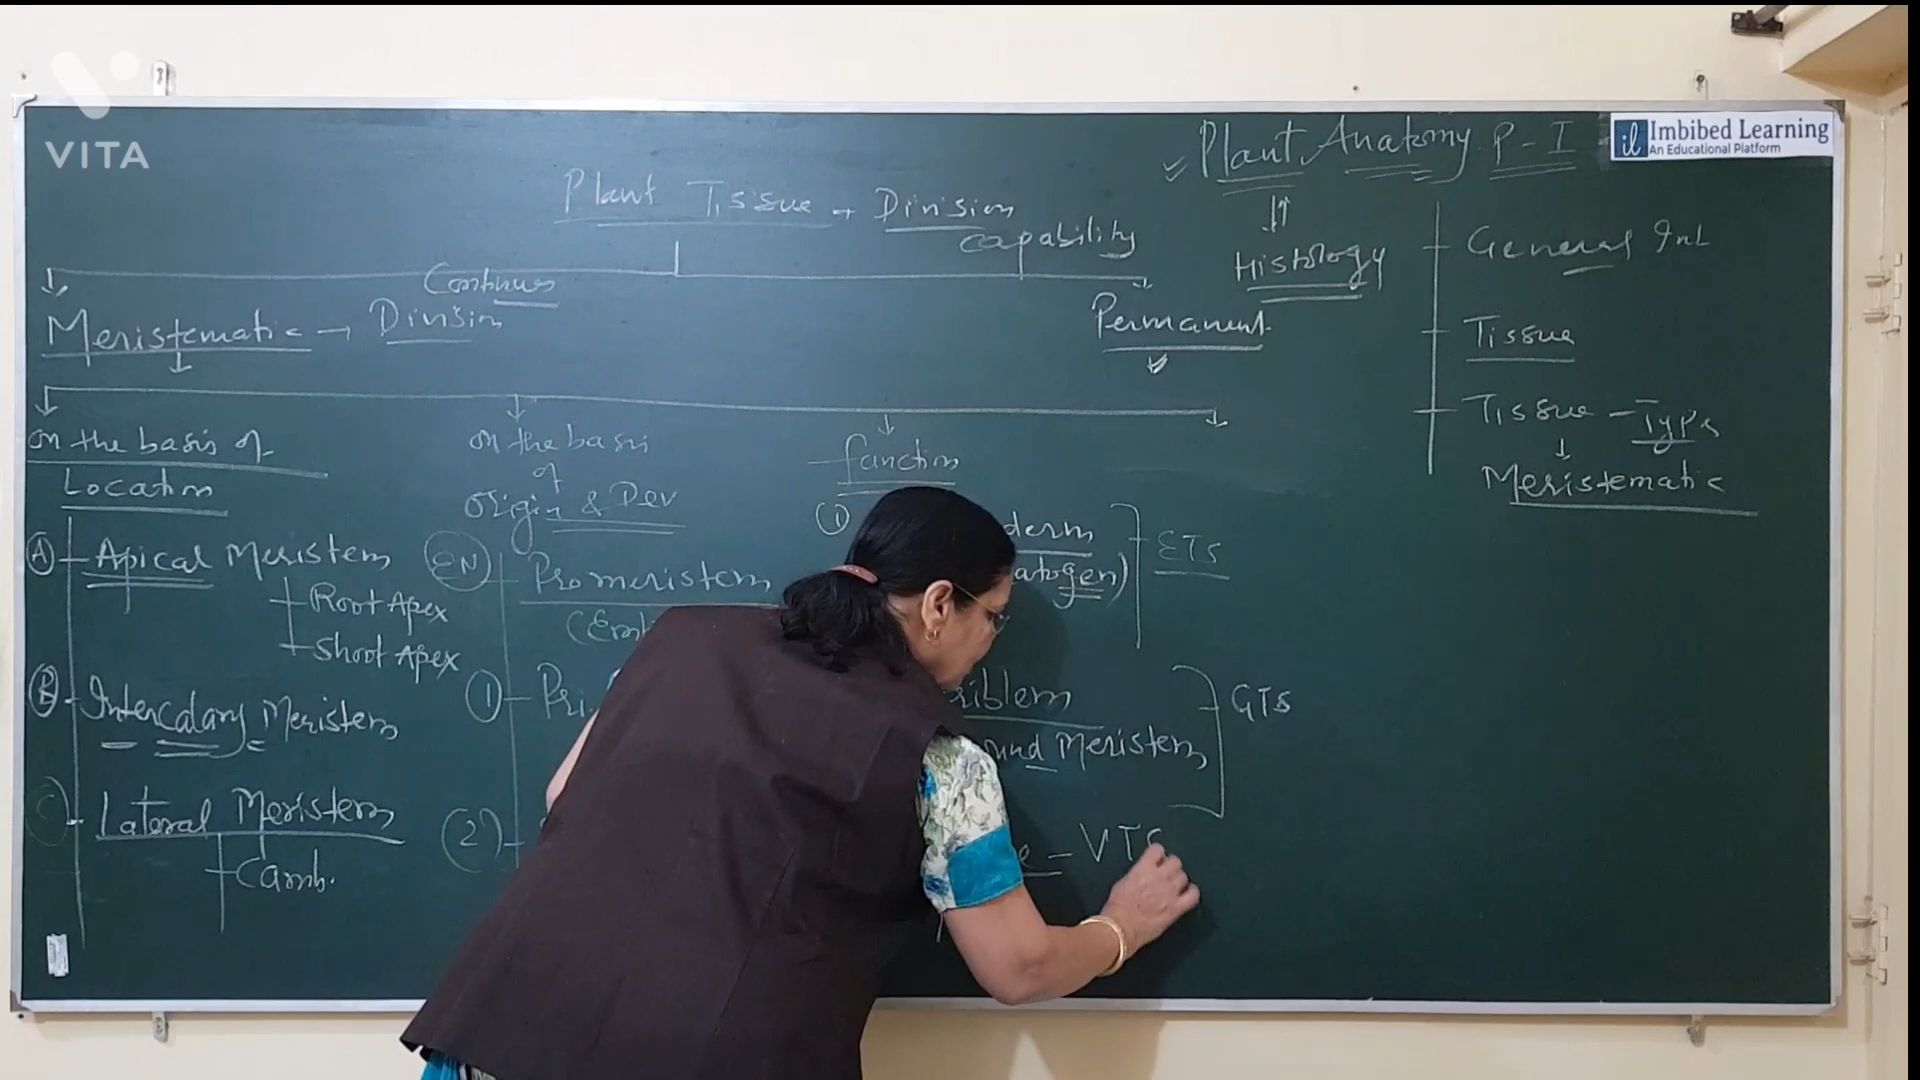 VITA
Plant Anatomy P-I
Imbibed Learning
An Educational Platform
Plant Tissue → Division
capability
Histology
General Int
Tissue
Tissue - Types
Meristematic
Continues
Meristematic → Division
Permanent
on the basis of
Location
A Apical Meristem
Root Apex
Shoot Apex
B Intercalary Meristem
C Lateral Meristem
Camb.
on the basis
of
origin & Dev
EN Promeristem
(Emb
1 Pri
2
function
1 derm
atogen)
ETS
riblem
und Meristem
GTS
e - VTS